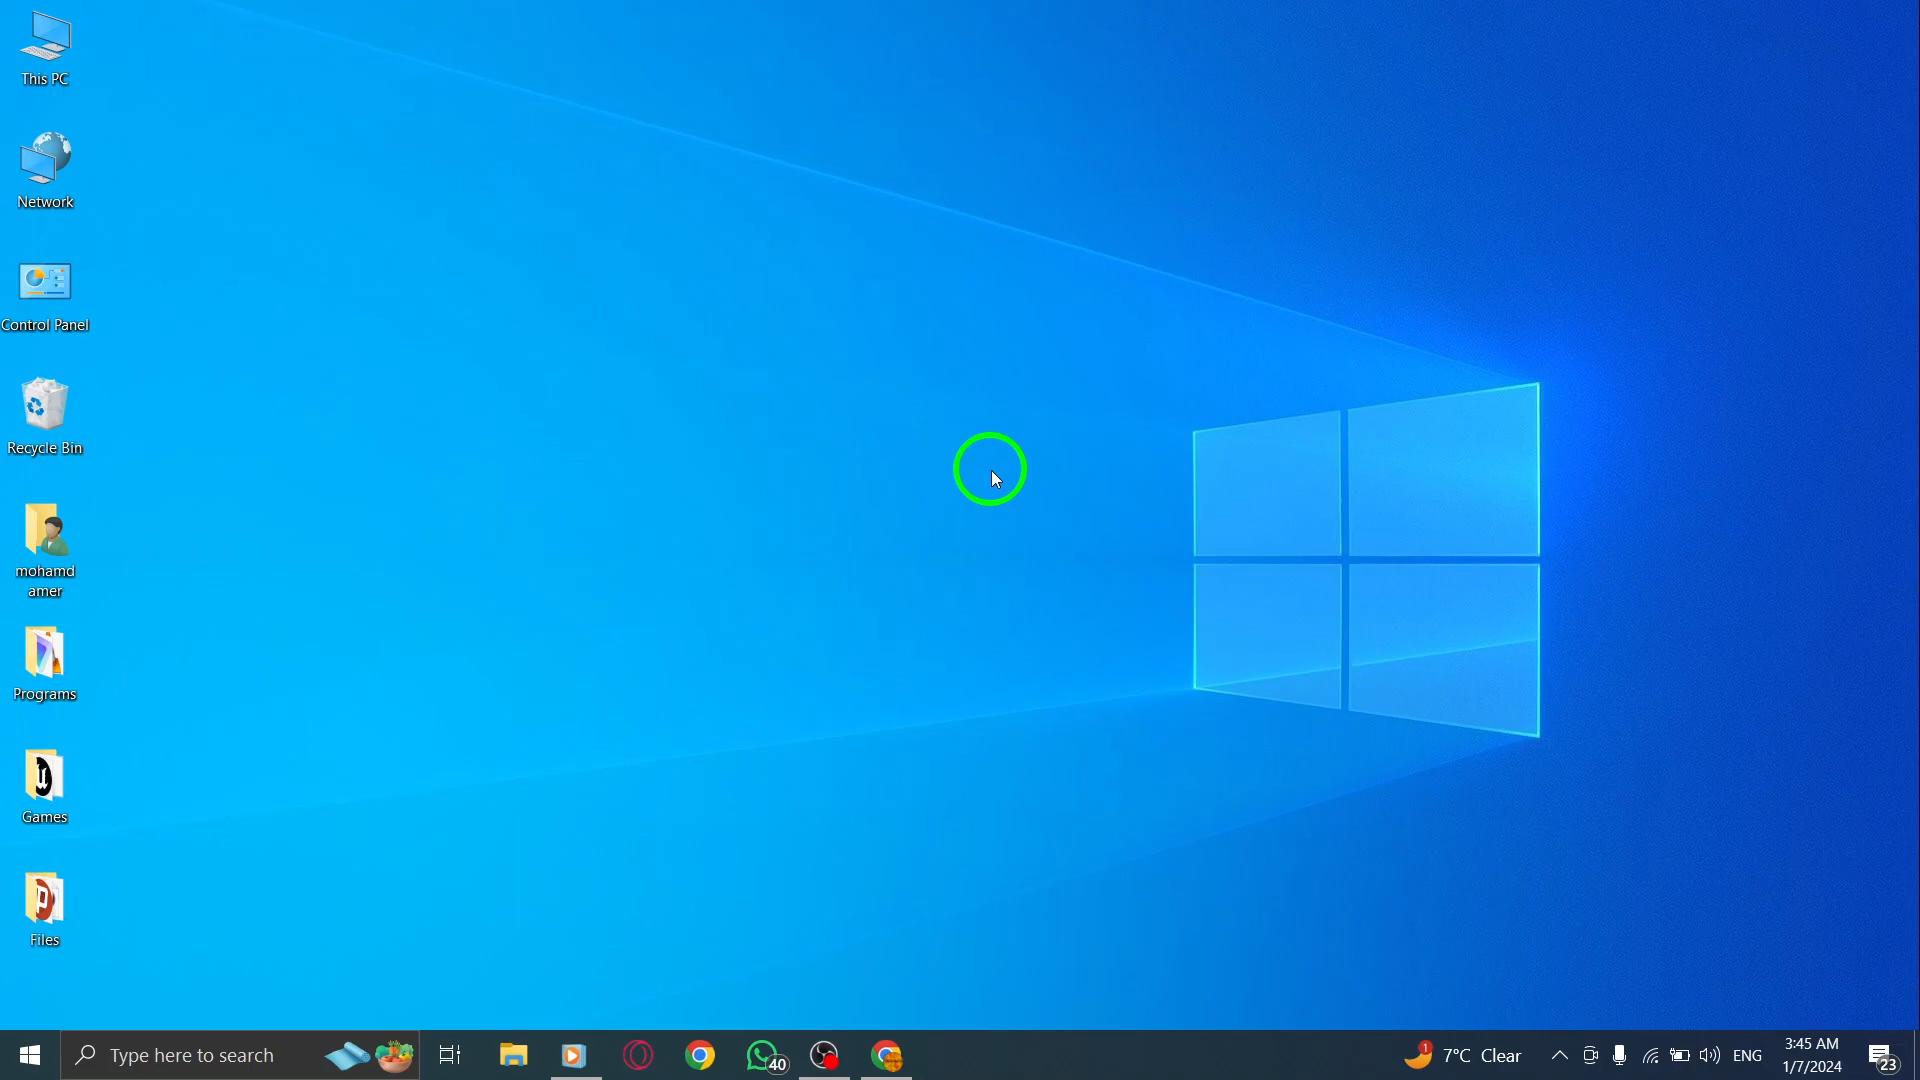 This PC
Network
Control Panel
Recycle Bin
mohamd
amer
Programs
Games
Files
Type here to search
40
1
7°C Clear
ENG
3:45 AM
1/7/2024
23